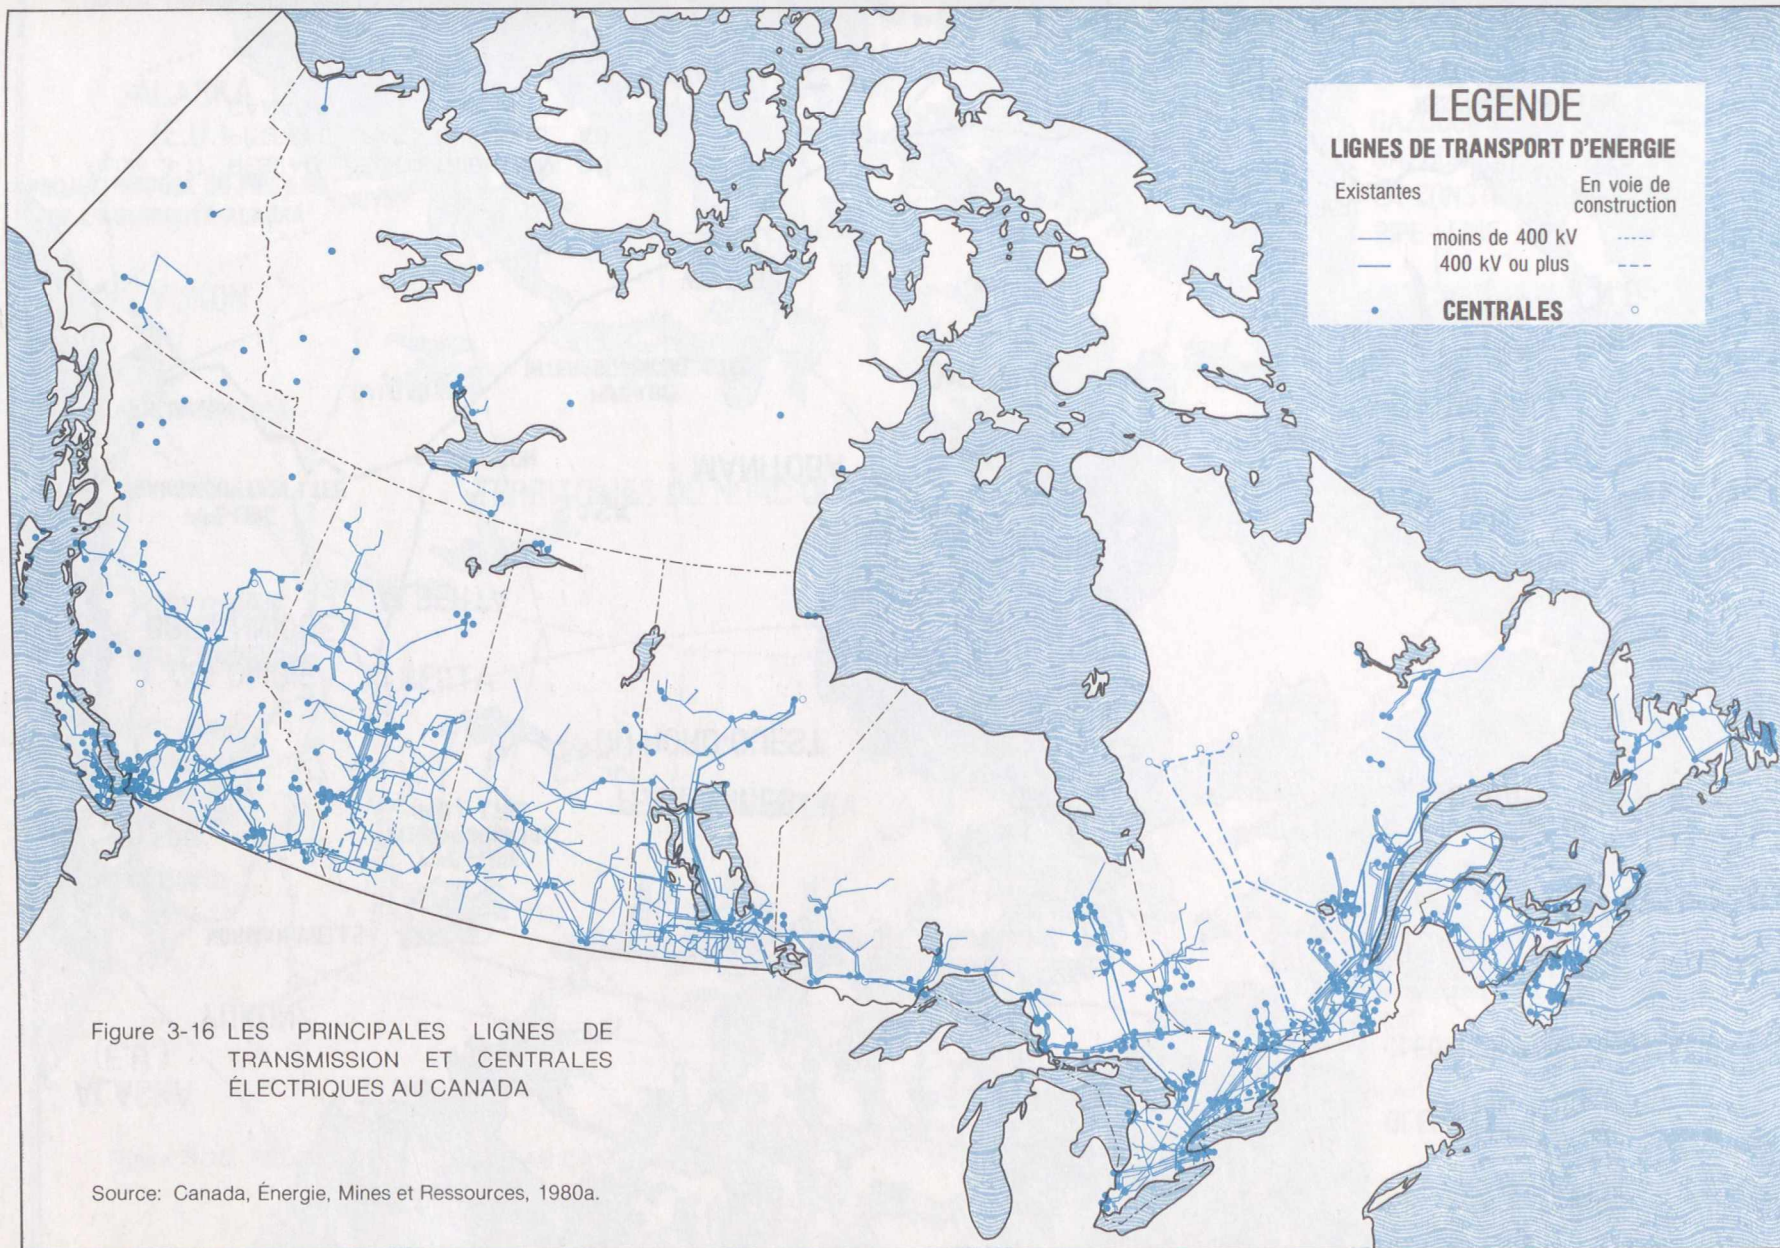 LEGENDE
LIGNES DE TRANSPORT D'ENERGIE
Existantes
En voie de
construction
moins de 400 kV
400 kV ou plus
CENTRALES
Figure 3-16 LES PRINCIPALES LIGNES DE
TRANSMISSION ET CENTRALES
ÉLECTRIQUES AU CANADA
Source: Canada, Énergie, Mines et Ressources, 1980a.